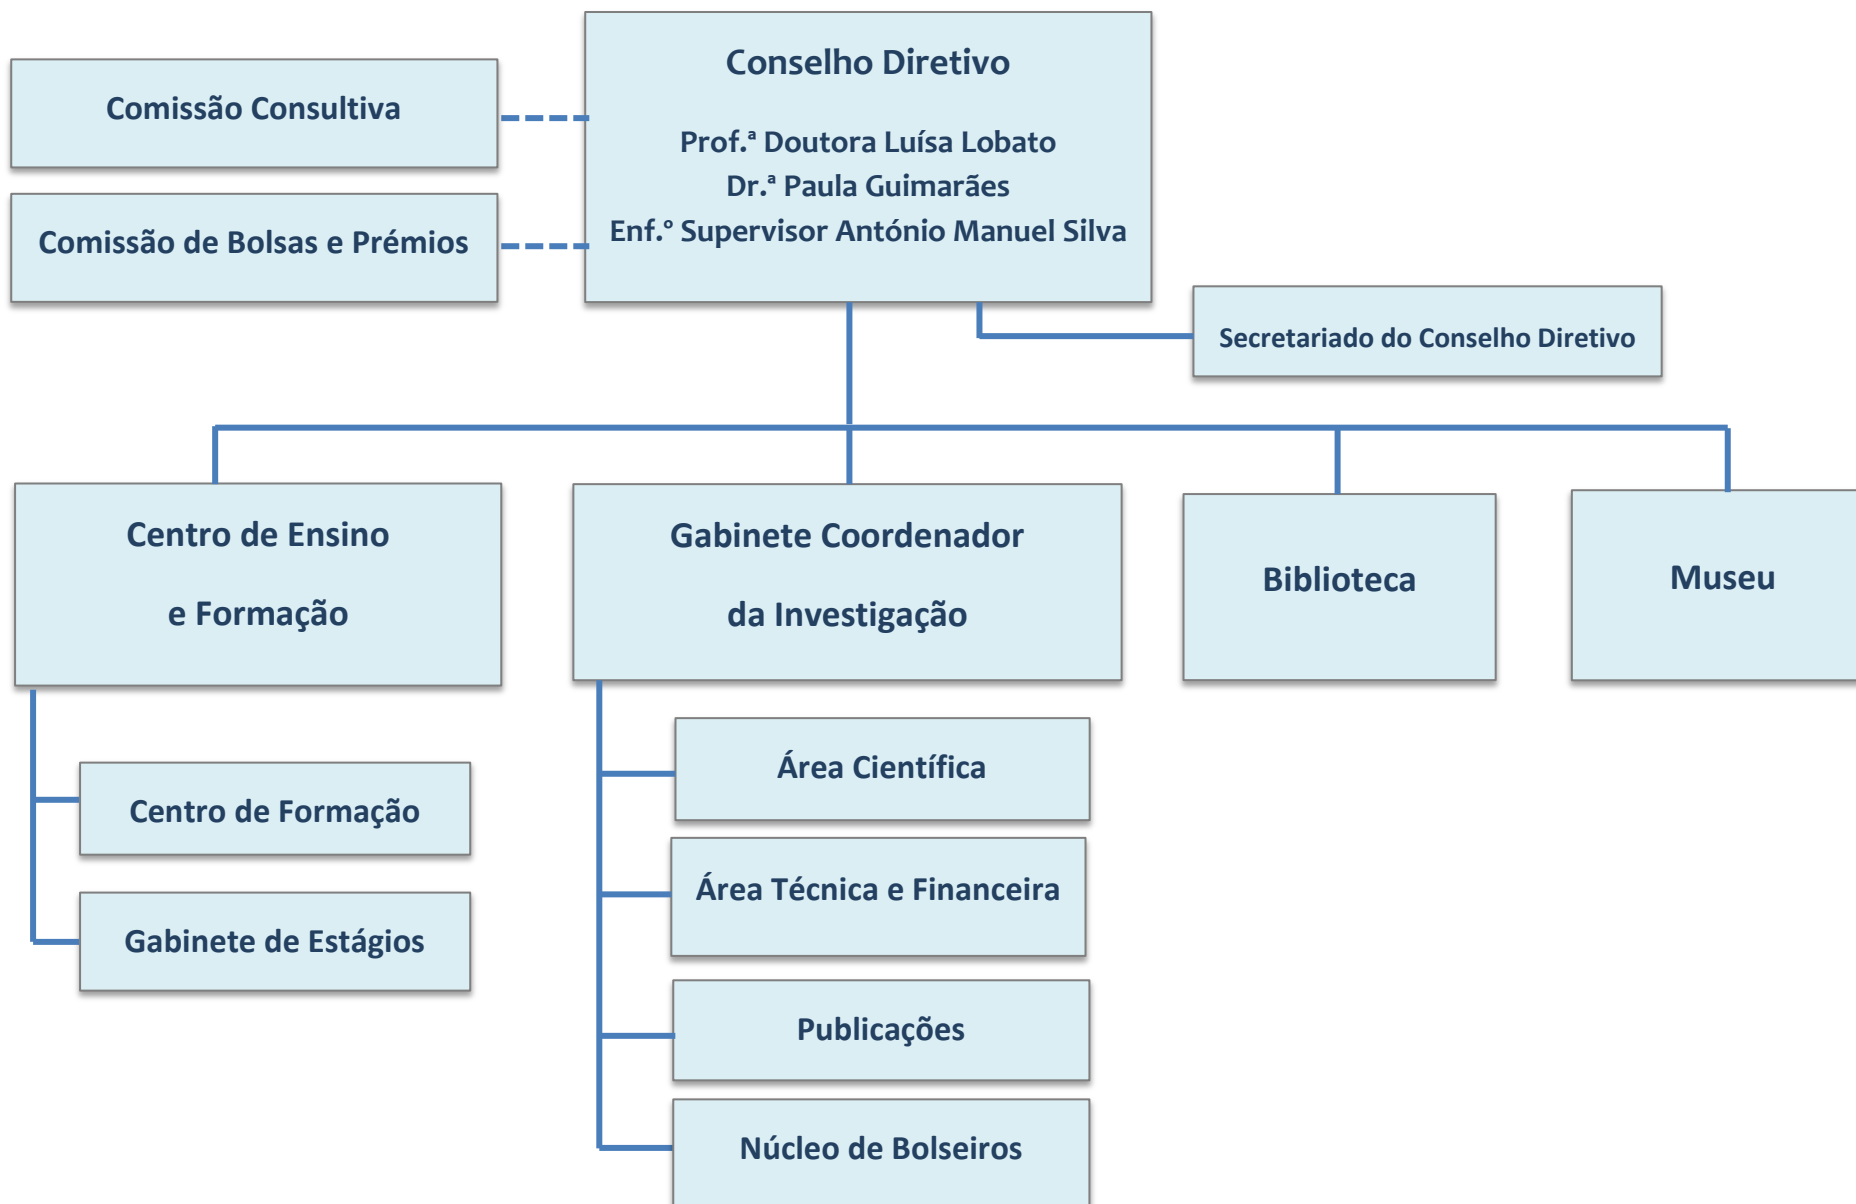 Conselho Diretivo
Prof.ª Doutora Luísa Lobato
Dr.ª Paula Guimarães
Enf.º Supervisor António Manuel Silva
Comissão Consultiva
Comissão de Bolsas e Prémios
Secretariado do Conselho Diretivo
Centro de Ensino
e Formação
Gabinete Coordenador
da Investigação
Biblioteca
Museu
Centro de Formação
Gabinete de Estágios
Área Científica
Área Técnica e Financeira
Publicações
Núcleo de Bolseiros